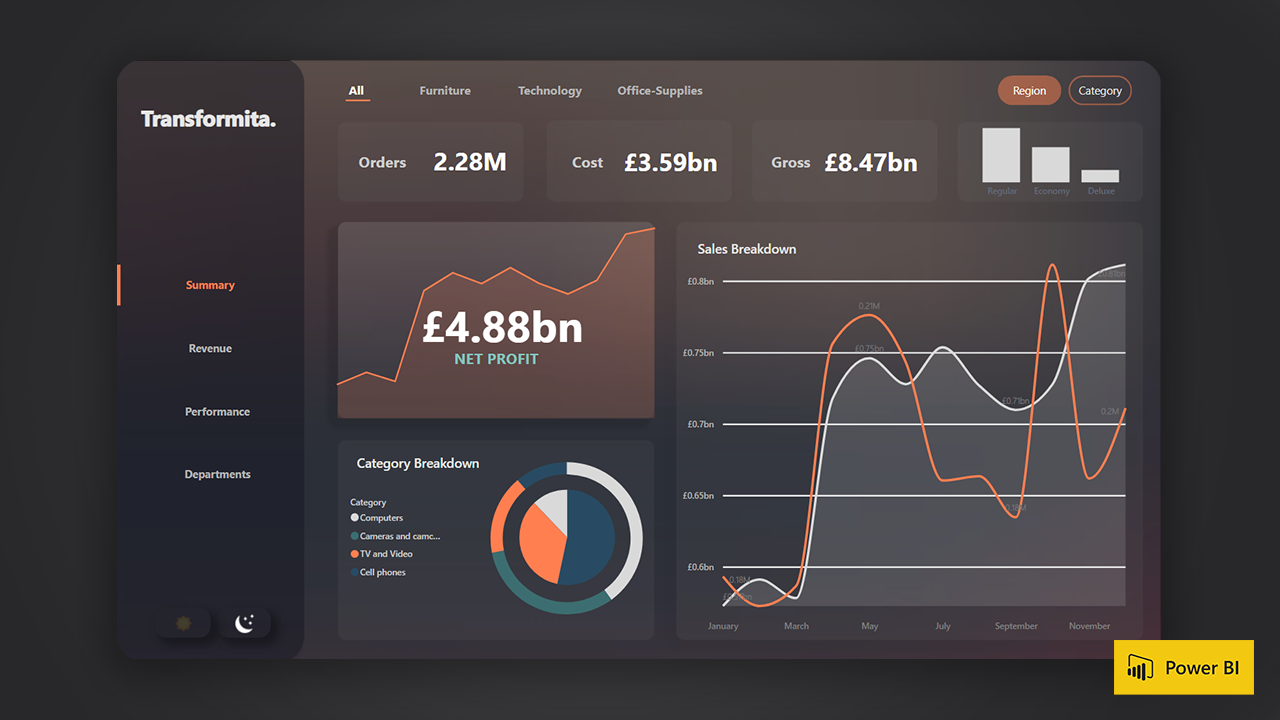 Transformita.
Summary
Revenue
Performance
Departments
All Furniture Technology Office-Supplies
Region Category
Orders 2.28M
Cost £3.59bn
Gross £8.47bn
Regular Economy Deluxe
£4.88bn
NET PROFIT
Category Breakdown
Category
Computers
Cameras and camc...
TV and Video
Cell phones
Sales Breakdown
£0.8bn
£0.75bn
£0.7bn
£0.65bn
£0.6bn
0.21M
£0.75bn
£0.71bn
0.2M
0.18M
0.18M
January March May July September November
Power BI